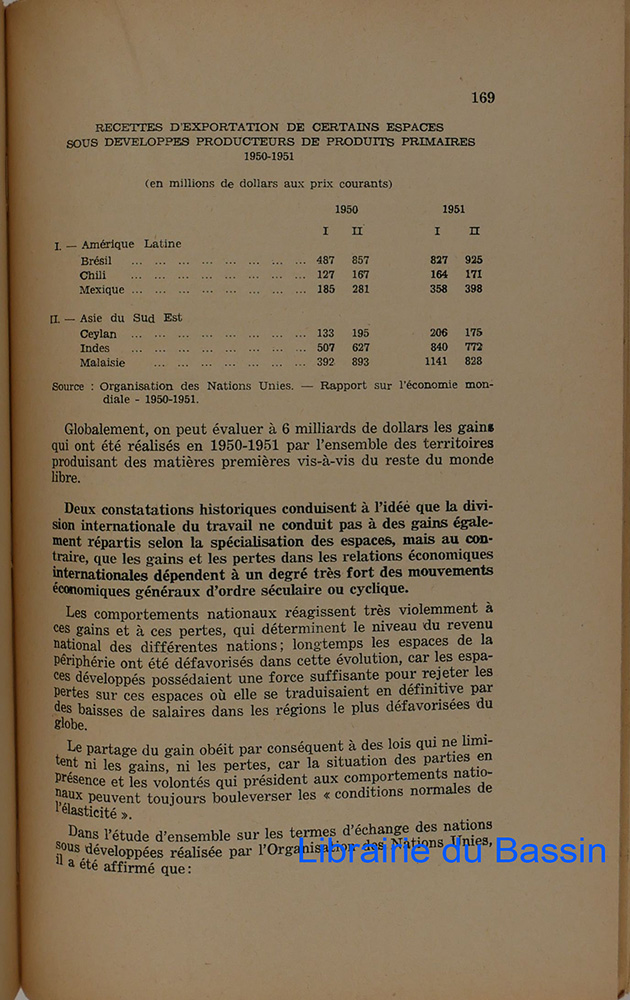 169
RECETTES D'EXPORTATION DE CERTAINS ESPACES
SOUS DEVELOPPES PRODUCTEURS DE PRODUITS PRIMAIRES
1950-1951
(en millions de dollars aux prix courants)
1950 1951
I II I II
I. — Amérique Latine
Brésil ... ... ... ... ... ... ... ... 487 857 827 925
Chili ... ... ... ... ... ... ... ... 127 167 164 171
Mexique ... ... ... ... ... ... ... ... 185 281 358 398
II. — Asie du Sud Est
Ceylan ... ... ... ... ... ... ... ... 133 195 206 175
Indes ... ... ... ... ... ... ... ... 507 627 840 772
Malaisie ... ... ... ... ... ... ... 392 893 1141 828
Source : Organisation des Nations Unies. — Rapport sur l'économie mon-
diale - 1950-1951.
Globalement, on peut évaluer à 6 milliards de dollars les gains
qui ont été réalisés en 1950-1951 par l'ensemble des territoires
produisant des matières premières vis-à-vis du reste du monde
libre.
Deux constatations historiques conduisent à l'idée que la divi-
sion internationale du travail ne conduit pas à des gains égale-
ment répartis selon la spécialisation des espaces, mais au con-
traire, que les gains et les pertes dans les relations économiques
internationales dépendent à un degré très fort des mouvements
économiques généraux d'ordre séculaire ou cyclique.
Les comportements nationaux réagissent très violemment à
ces gains et à ces pertes, qui déterminent le niveau du revenu
national des différentes nations; longtemps les espaces de la
périphérie ont été défavorisés dans cette évolution, car les espa-
ces développés possédaient une force suffisante pour rejeter les
pertes sur ces espaces où elle se traduisaient en définitive par
des baisses de salaires dans les régions le plus défavorisées du
globe.
Le partage du gain obéit par conséquent à des lois qui ne limi-
tent ni les gains, ni les pertes, car la situation des parties en
présence et les volontés qui président aux comportements natio-
naux peuvent toujours bouleverser les « conditions normales de
l'élasticité ».
Dans l'étude d'ensemble sur les termes d'échange des nations
sous développées réalisée par l'Organisation des Nations Unies,
il a été affirmé que :
Librairie du Bassin